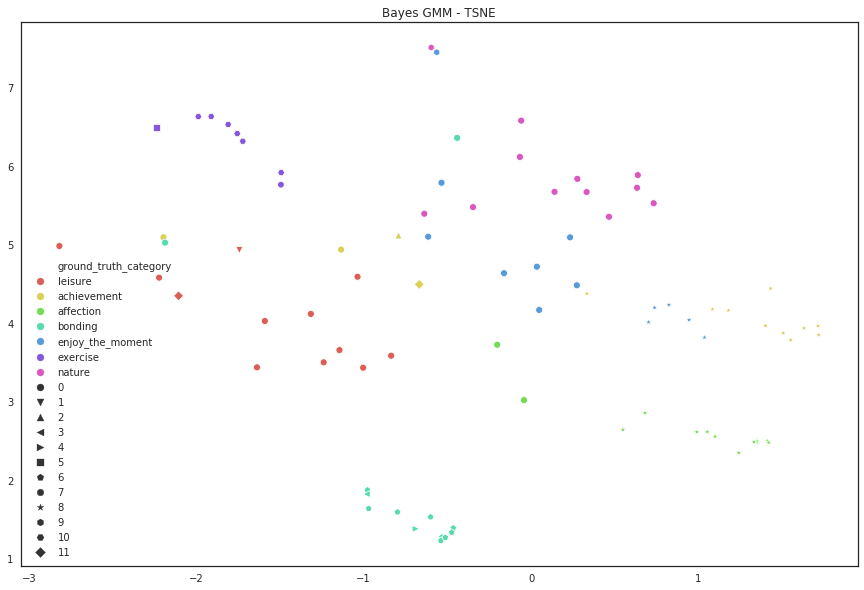 Bayes GMM - TSNE
7
6
5
4
3
2
1
ground_truth_category
leisure
achievement
affection
bonding
enjoy_the_moment
exercise
nature
0
1
2
3
4
5
6
7
8
9
10
11
−3
−2
−1
0
1